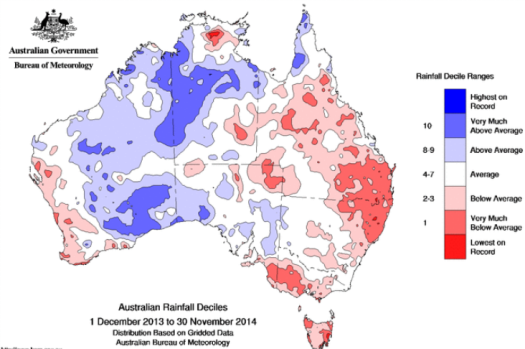 Australian Government
Bureau of Meteorology
Rainfall Decile Ranges
Highest on
Record
10
Very Much
Above Average
8-9
Above Average
4-7
Average
2-3
Below Average
1
Very Much
Below Average
Lowest on
Record
Australian Rainfall Deciles
1 December 2013 to 30 November 2014
Distribution Based on Gridded Data
Australian Bureau of Meteorology